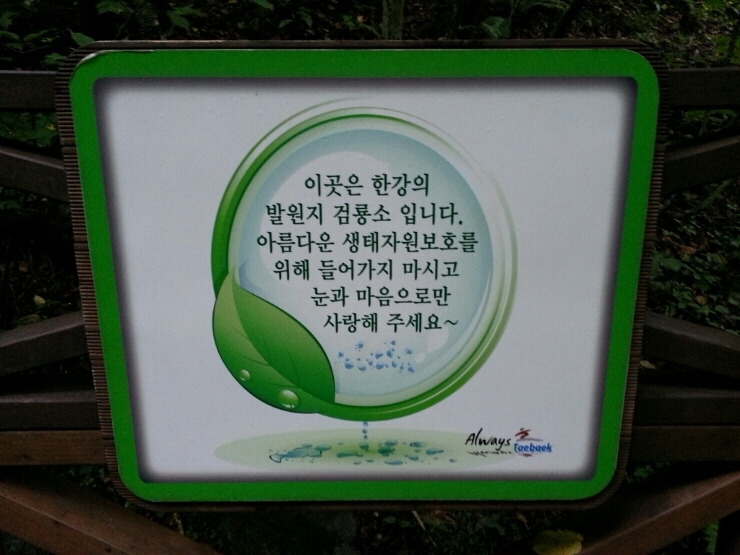 이곳은 한강의
발원지 검룡소 입니다.
아름다운 생태자원보호를
위해 들어가지 마시고
눈과 마음으로만
사랑해 주세요~
Always
Taebaek